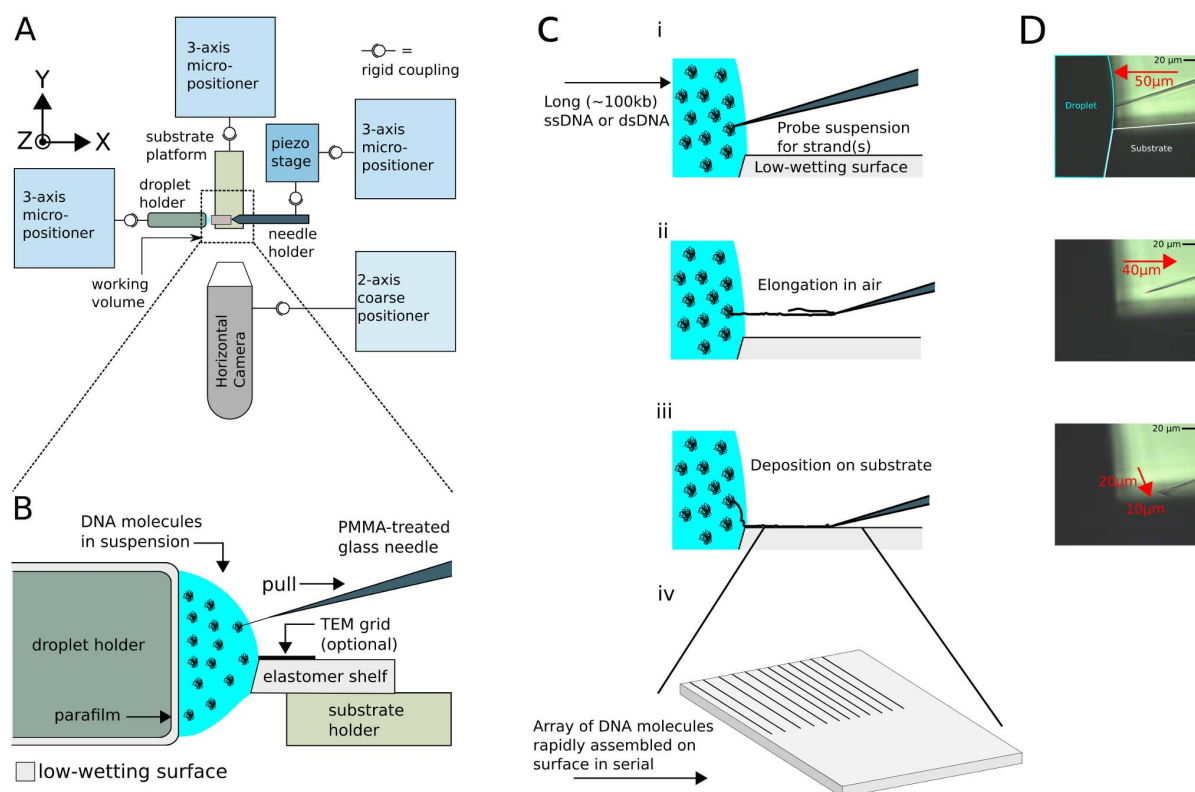 A
3-axis
micro-
positioner
= 
rigid coupling
Y
Z
X
substrate
platform
piezo
stage
3-axis
micro-
positioner
3-axis
micro-
positioner
droplet
holder
needle
holder
working
volume
Horizontal
Camera
2-axis
coarse
positioner
B
DNA molecules
in suspension
PMMA-treated
glass needle
pull
TEM grid
(optional)
droplet holder
elastomer shelf
parafilm
substrate
holder
low-wetting surface
C
i
Long (~100kb)
ssDNA or dsDNA
Probe suspension
for strand(s)
Low-wetting surface
ii
Elongation in air
iii
Deposition on substrate
iv
Array of DNA molecules
rapidly assembled on
surface in serial
D
20 µm
50µm
Droplet
Substrate
20 µm
40µm
20 µm
20µm
10µm